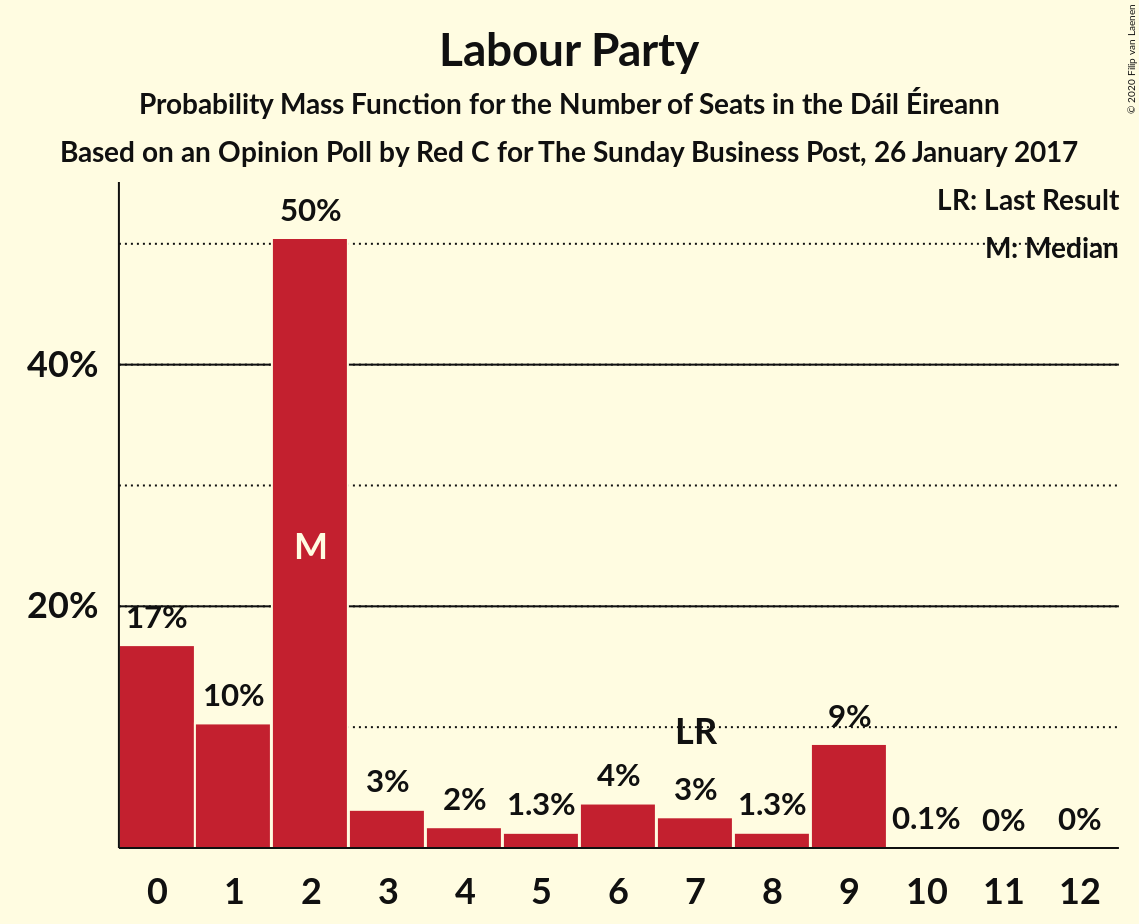 Labour Party
Probability Mass Function for the Number of Seats in the Dáil Éireann
Based on an Opinion Poll by Red C for The Sunday Business Post, 26 January 2017
© 2020 Filip van Laenen
LR: Last Result
M: Median
50%
40%
20%
17%
10%
M
3%
2%
1.3%
4%
LR
3%
1.3%
9%
0.1%
0%
0%
0 1 2 3 4 5 6 7 8 9 10 11 12